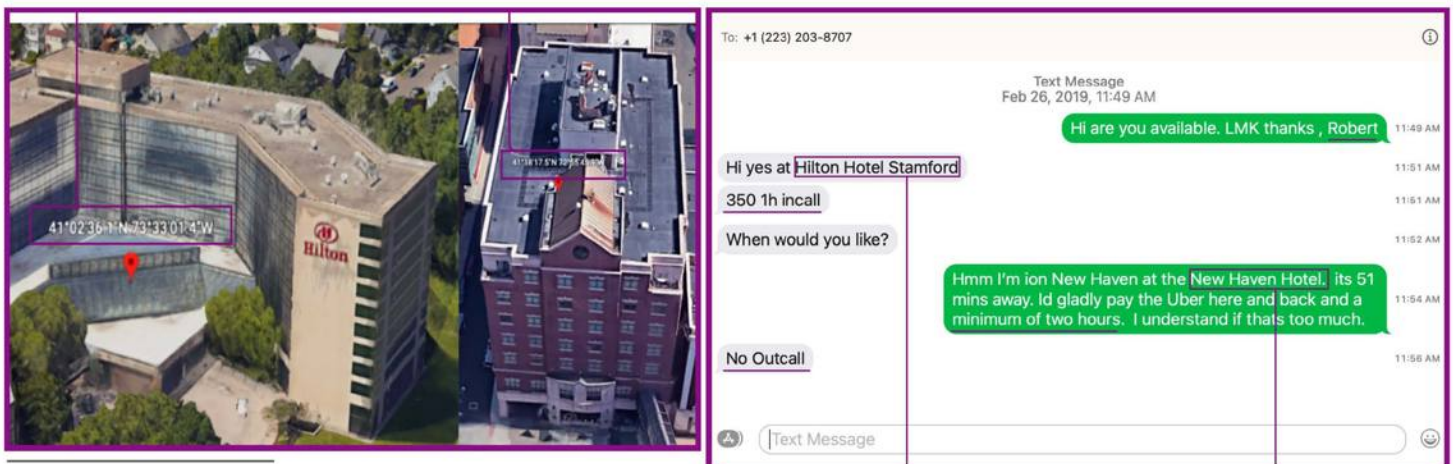 41°02'36.1"N 73°33'01.4"W
Hilton
41°18'17.5"N
To: +1 (223) 203-8707
Text Message
Feb 26, 2019, 11:49 AM
Hi are you available. LMK thanks , Robert 11:49 AM
Hi yes at Hilton Hotel Stamford 11:51 AM
350 1h incall 11:51 AM
When would you like? 11:52 AM
Hmm I'm ion New Haven at the New Haven Hotel. its 51
mins away. Id gladly pay the Uber here and back and a 11:54 AM
minimum of two hours. I understand if thats too much.
No Outcall 11:56 AM
Text Message